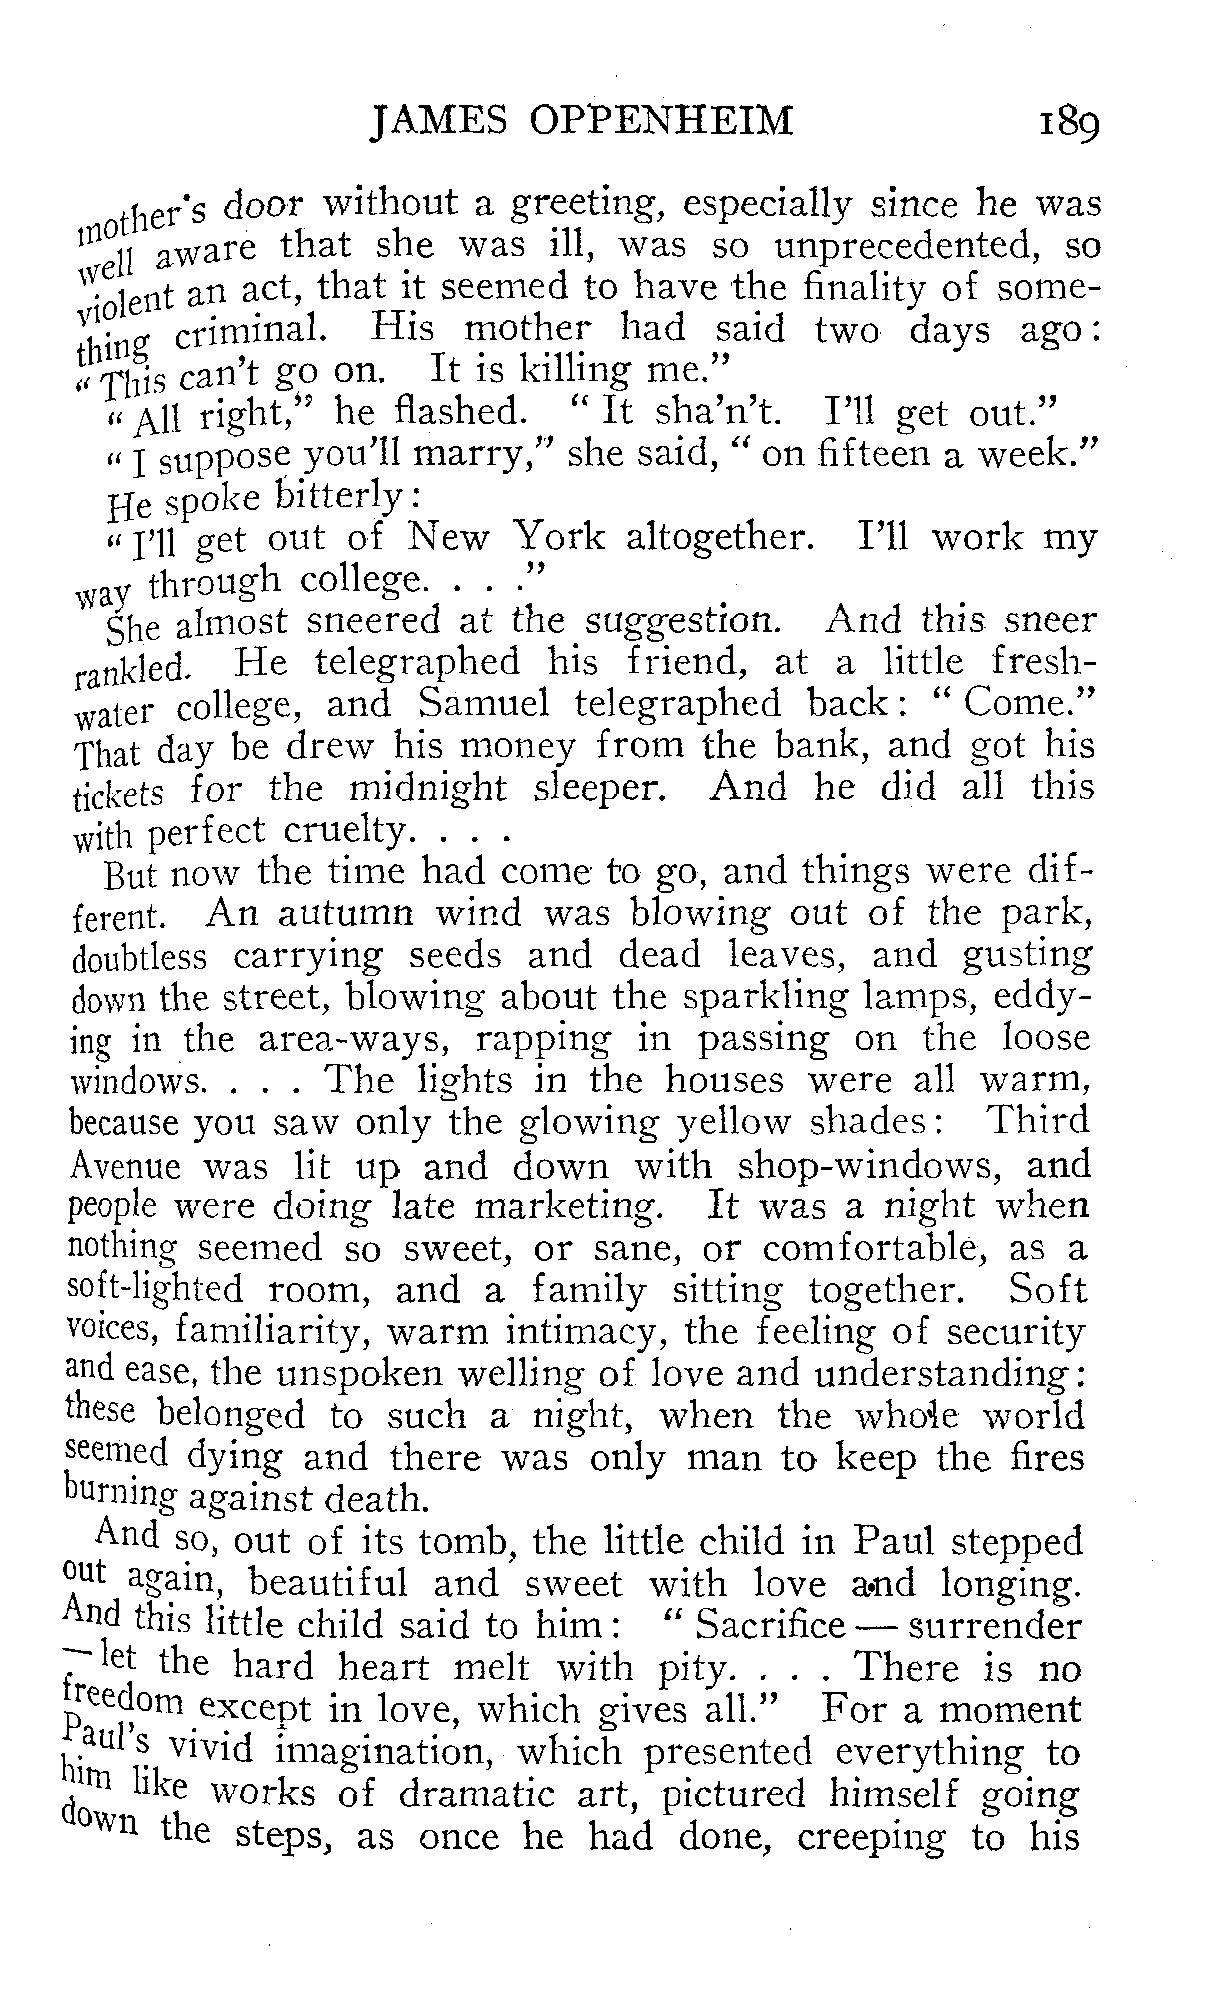 JAMES OPPENHEIM 189
mother's door without a greeting, especially since he was
well aware that she was ill, was so unprecedented, so
violent an act, that it seemed to have the finality of some-
thing criminal. His mother had said two days ago:
"This can't go on. It is killing me."
"All right," he flashed. "It sha'n't. I'll get out."
"I suppose you'll marry," she said, "on fifteen a week."
He spoke bitterly:
"I'll get out of New York altogether. I'll work my
way through college. . . ."
She almost sneered at the suggestion. And this sneer
rankled. He telegraphed his friend, at a little fresh-
water college, and Samuel telegraphed back: "Come."
That day be drew his money from the bank, and got his
tickets for the midnight sleeper. And he did all this
with perfect cruelty. . . .
But now the time had come to go, and things were dif-
ferent. An autumn wind was blowing out of the park,
doubtless carrying seeds and dead leaves, and gusting
down the street, blowing about the sparkling lamps, eddy-
ing in the area-ways, rapping in passing on the loose
windows. . . . The lights in the houses were all warm,
because you saw only the glowing yellow shades: Third
Avenue was lit up and down with shop-windows, and
people were doing late marketing. It was a night when
nothing seemed so sweet, or sane, or comfortable, as a
soft-lighted room, and a family sitting together. Soft
voices, familiarity, warm intimacy, the feeling of security
and ease, the unspoken welling of love and understanding:
these belonged to such a night, when the whole world
seemed dying and there was only man to keep the fires
burning against death.
And so, out of its tomb, the little child in Paul stepped
out again, beautiful and sweet with love and longing.
And this little child said to him: "Sacrifice — surrender
— let the hard heart melt with pity. . . . There is no
freedom except in love, which gives all." For a moment
Paul's vivid imagination, which presented everything to
him like works of dramatic art, pictured himself going
down the steps, as once he had done, creeping to his